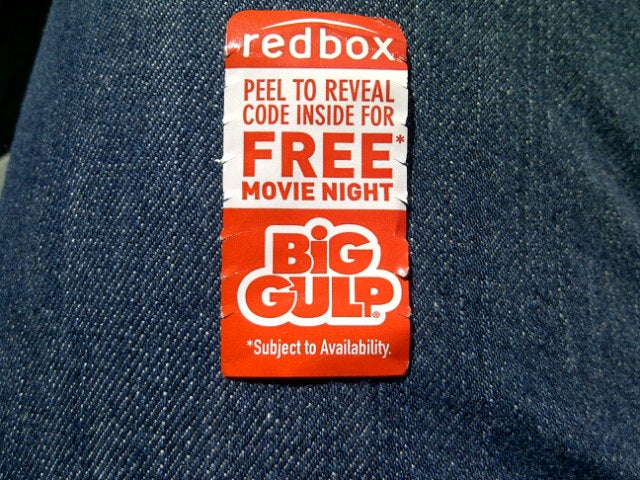 redbox
PEEL TO REVEAL
CODE INSIDE FOR
FREE*
MOVIE NIGHT
BiG
GULP®
*Subject to Availability.